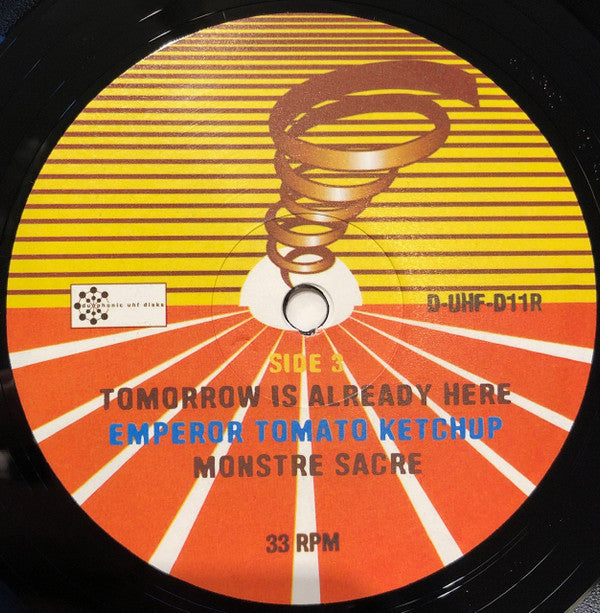 duophonic uhf disks
D-UHF-D11R
SIDE 3
TOMORROW IS ALREADY HERE
EMPEROR TOMATO KETCHUP
MONSTRE SACRE
33 RPM